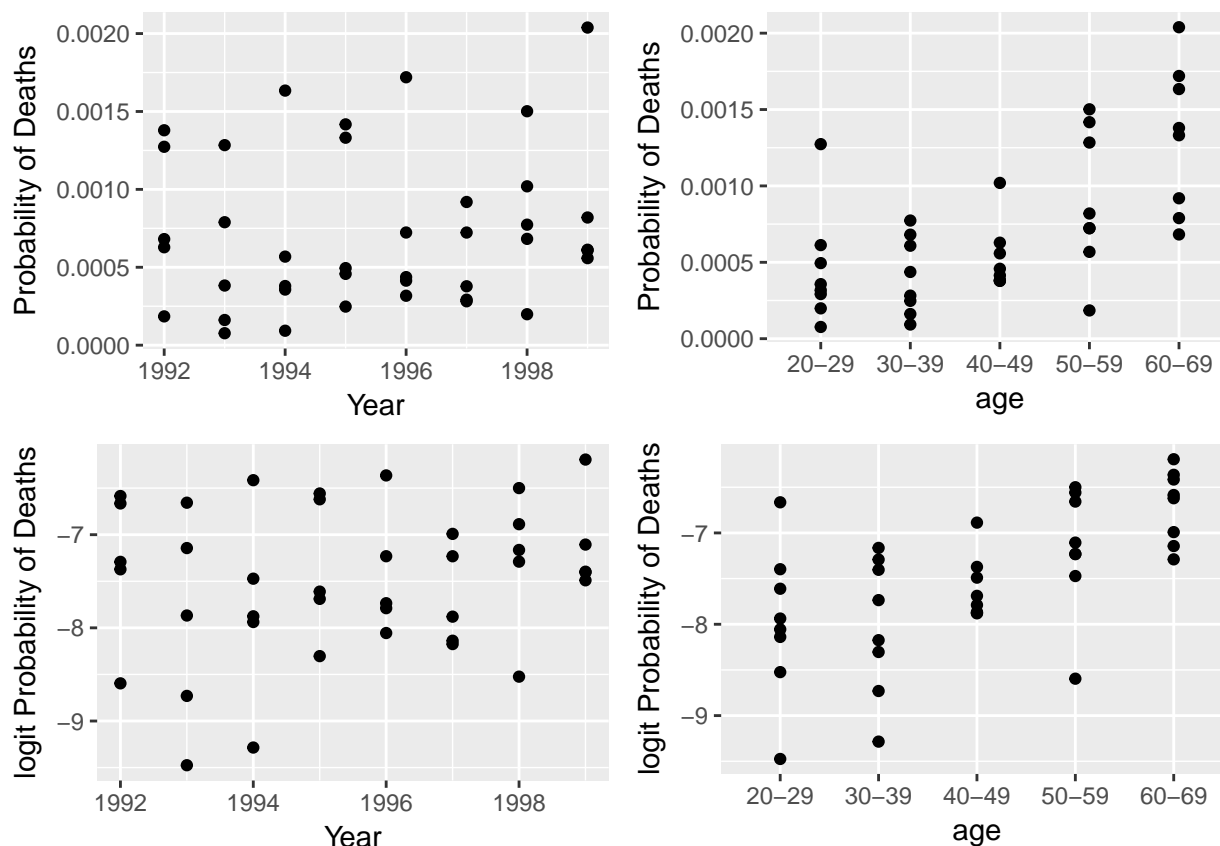 Probability of Deaths
0.0020
0.0015
0.0010
0.0005
0.0000
1992 1994 1996 1998
Year
Probability of Deaths
0.0020
0.0015
0.0010
0.0005
0.0000
20–29 30–39 40–49 50–59 60–69
age
logit Probability of Deaths
−7
−8
−9
1992 1994 1996 1998
Year
logit Probability of Deaths
−7
−8
−9
20–29 30–39 40–49 50–59 60–69
age